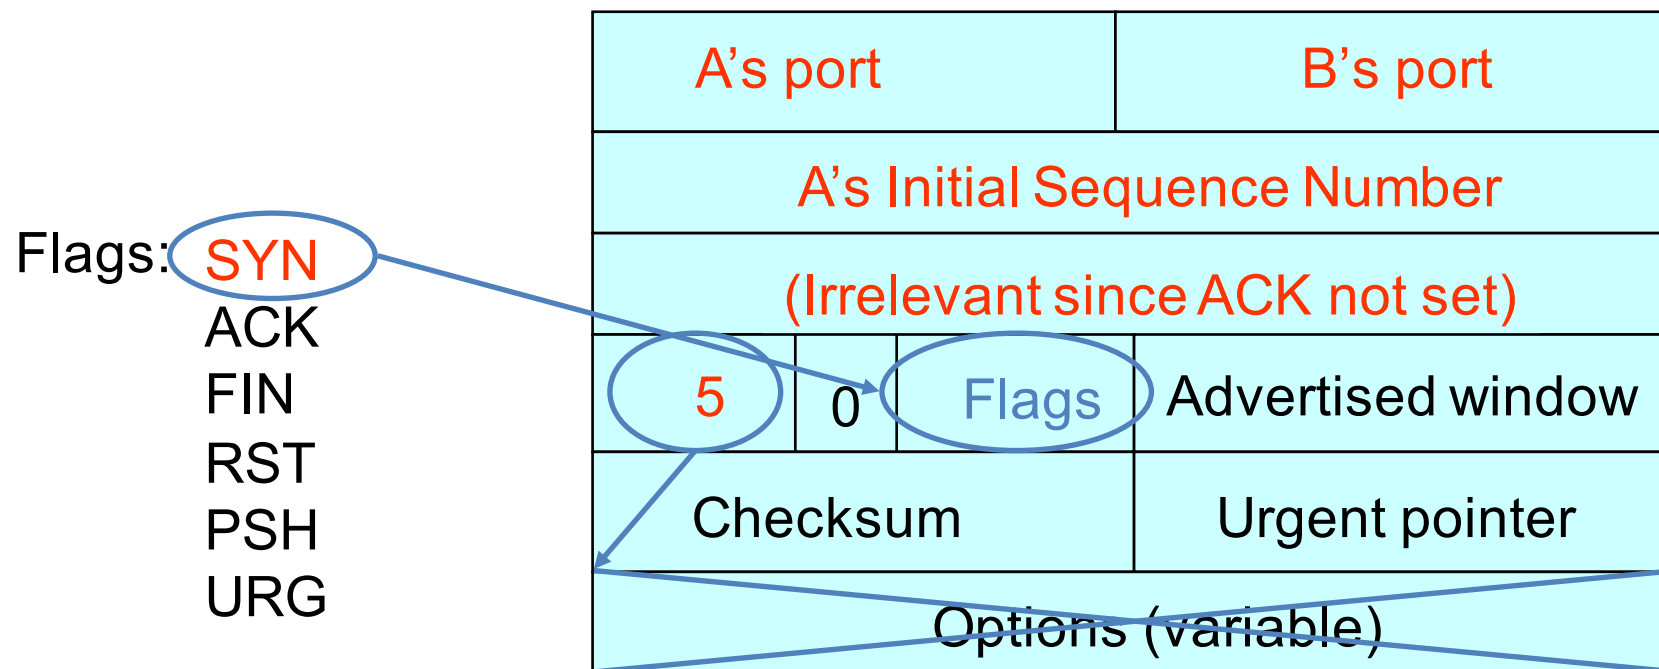 A’s port B’s port
A’s Initial Sequence Number
Flags: SYN
(Irrelevant since ACK not set)
ACK
FIN
5 0 Flags Advertised window
RST
PSH
Checksum Urgent pointer
URG
Options (variable)